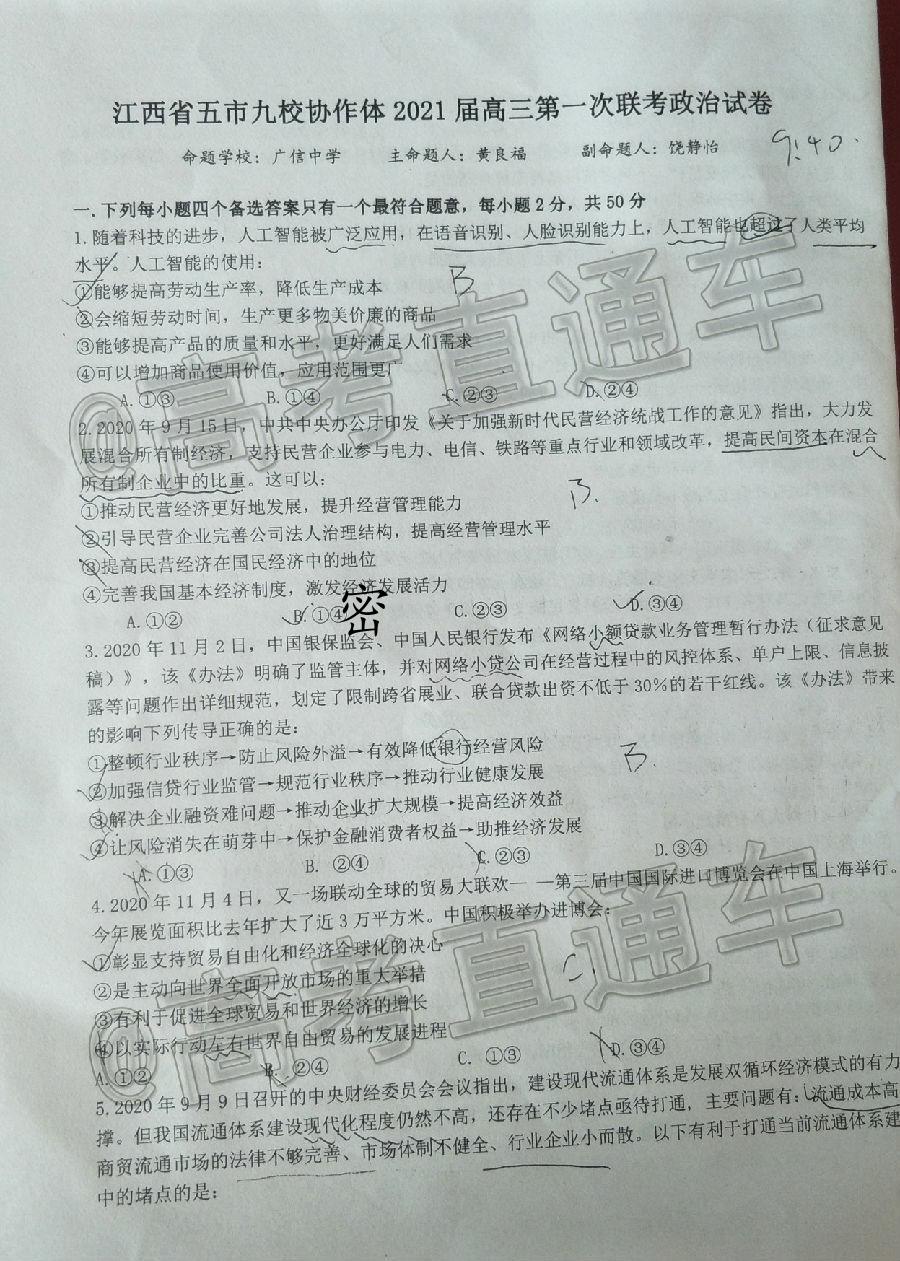 江西省五市九校协作体 2021 届高三第一次联考政治试卷
命题学校：广信中学 主命题人：黄良福 副命题人：饶静怡
9:40.
一.下列每小题四个备选答案只有一个最符合题意，每小题2分，共50分
1.随着科技的进步，人工智能被广泛应用，在语音识别、人脸识别能力上，人工智能也超过了人类平均
水平。人工智能的使用：
①能够提高劳动生产率，降低生产成本
B
②会缩短劳动时间，生产更多物美价廉的商品
③能够提高产品的质量和水平，更好满足人们需求
④可以增加商品使用价值，应用范围更广
A.①③ B.①④ C.②③ D.②④
2.2020年9月15日，中共中央办公厅印发《关于加强新时代民营经济统战工作的意见》指出，大力发
展混合所有制经济，支持民营企业参与电力、电信、铁路等重点行业和领域改革，提高民间资本在混合
所有制企业中的比重。这可以：
B.
①推动民营经济更好地发展，提升经营管理能力
②引导民营企业完善公司法人治理结构，提高经营管理水平
③提高民营经济在国民经济中的地位
④完善我国基本经济制度，激发经济发展活力
密
A.①② B.①④ C.②③ D.③④
3.2020年11月2日，中国银保监会、中国人民银行发布《网络小额贷款业务管理暂行办法（征求意见
稿）》，该《办法》明确了监管主体，并对网络小贷公司在经营过程中的风控体系、单户上限、信息披
露等问题作出详细规范，划定了限制跨省展业、联合贷款出资不低于30%的若干红线。该《办法》带来
的影响下列传导正确的是：
①整顿行业秩序→防止风险外溢→有效降低银行经营风险
B.
②加强信贷行业监管→规范行业秩序→推动行业健康发展
③解决企业融资难问题→推动企业扩大规模→提高经济效益
④让风险消失在萌芽中→保护金融消费者权益→助推经济发展
A.①③ B. ②④ C.②③ D.③④
4.2020年11月4日，又一场联动全球的贸易大联欢— —第三届中国国际进口博览会在中国上海举行。
今年展览面积比去年扩大了近3万平方米。中国积极举办进博会：
①彰显支持贸易自由化和经济全球化的决心
C
②是主动向世界全面开放市场的重大举措
③有利于促进全球贸易和世界经济的增长
④以实际行动左右世界自由贸易的发展进程
A.①② B. ②④ C. ①③ D.③④
5.2020年9月9日召开的中央财经委员会会议指出，建设现代流通体系是发展双循环经济模式的有力
撑。但我国流通体系建设现代化程度仍然不高，还存在不少堵点亟待打通，主要问题有：流通成本高
商贸流通市场的法律不够完善、市场体制不健全、行业企业小而散。以下有利于打通当前流通体系建
中的堵点的是：
@高考直通车
@高考直通车